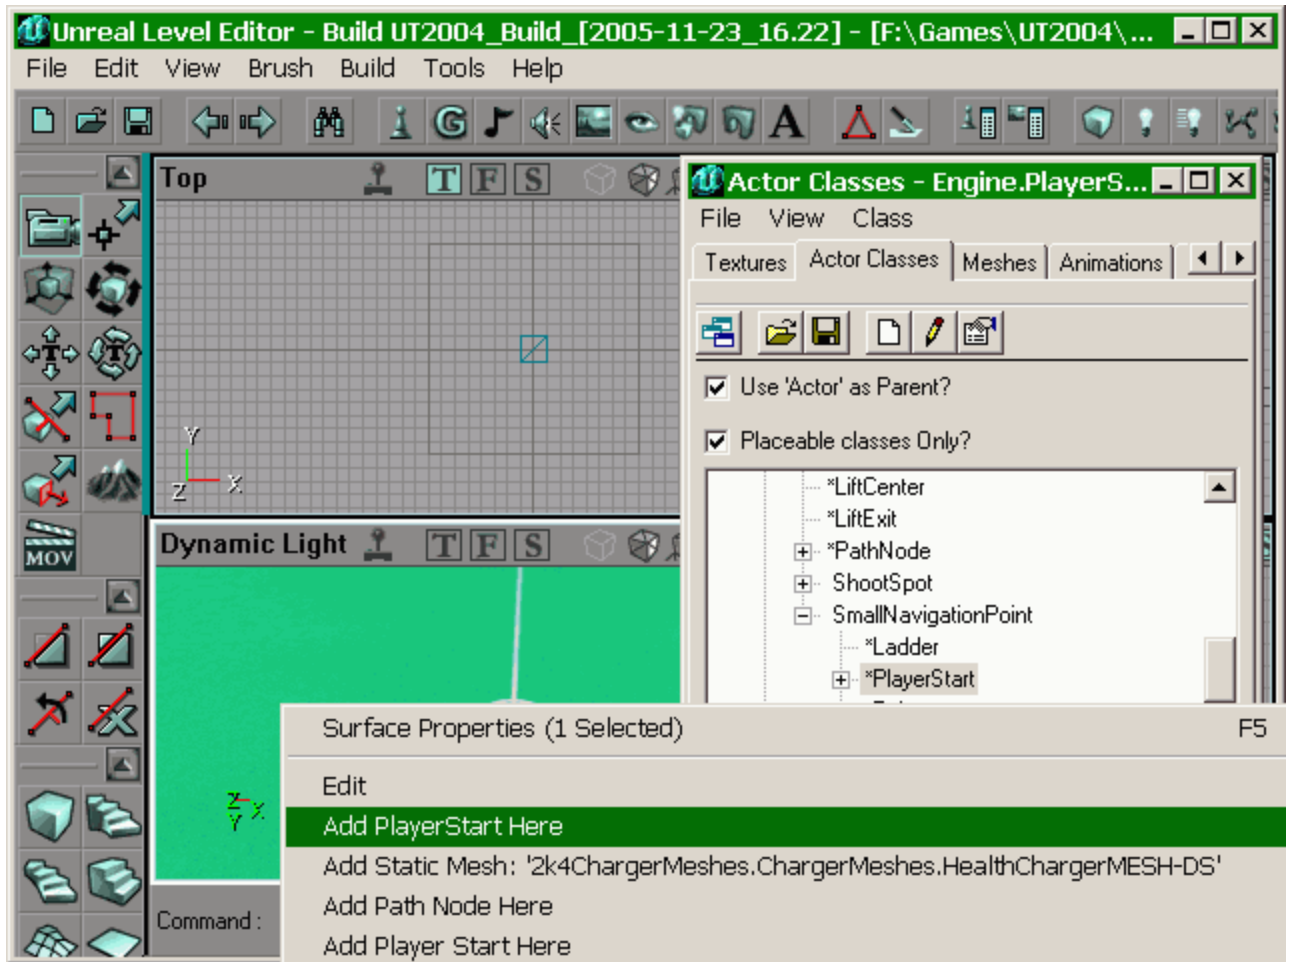 Unreal Level Editor - Build UT2004_Build_[2005-11-23_16.22] - [F:\Games\UT2004\...
File Edit View Brush Build Tools Help
G A
Top T F S
Actor Classes - Engine.PlayerS...
File View Class
Textures Actor Classes Meshes Animations
Use 'Actor' as Parent?
Placeable classes Only?
Y
Z X
*LiftCenter
*LiftExit
*PathNode
ShootSpot
SmallNavigationPoint
*Ladder
*PlayerStart
T
T
MOV
Dynamic Light T F S
Z X
Y
Surface Properties (1 Selected) F5
Edit
Add PlayerStart Here
Add Static Mesh: '2k4ChargerMeshes.ChargerMeshes.HealthChargerMESH-DS'
Add Path Node Here
Add Player Start Here
Command :